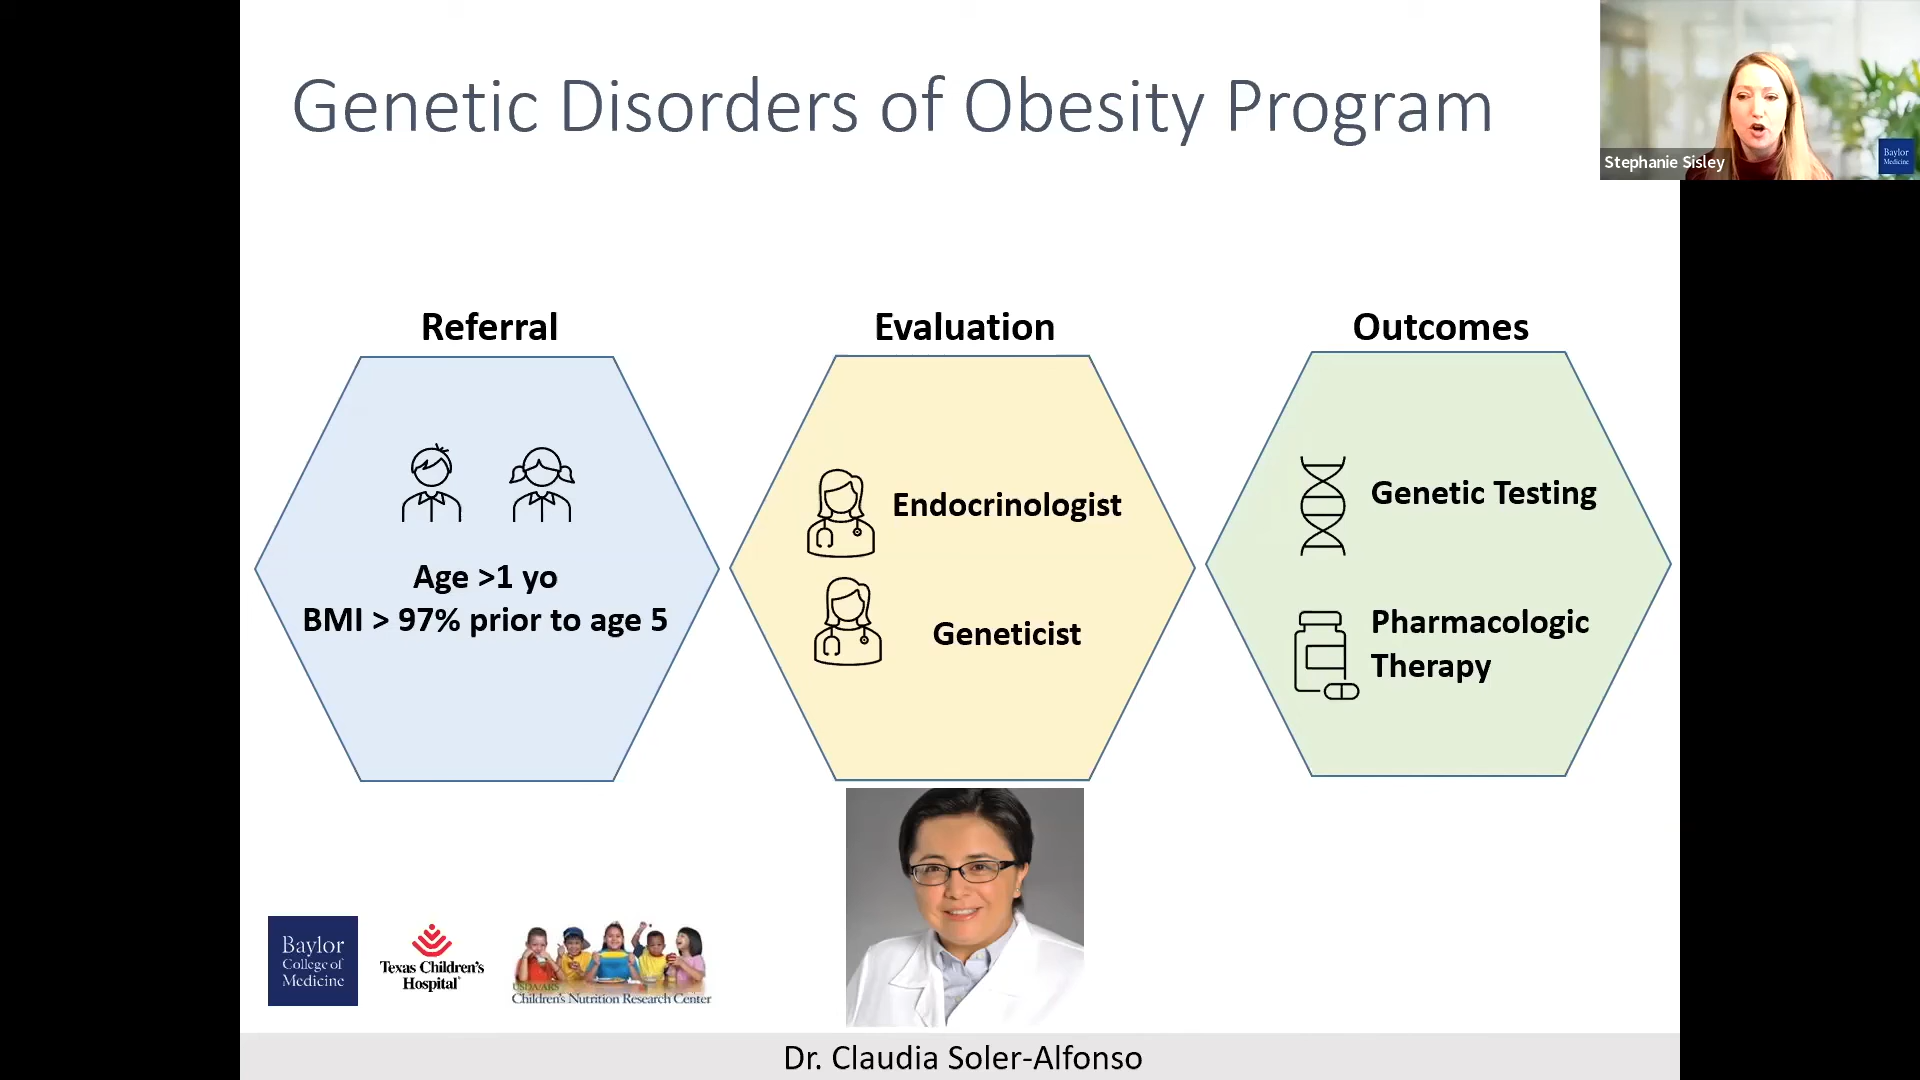 Genetic Disorders of Obesity Program
Stephanie Sisley
Baylor
Medicine
Referral
Evaluation
Outcomes
Age >1 yo
BMI > 97% prior to age 5
Endocrinologist
Geneticist
Genetic Testing
Pharmacologic
Therapy
Baylor
College of
Medicine
Texas Children's
Hospital
USDA/ARS
Children's Nutrition Research Center
Dr. Claudia Soler-Alfonso